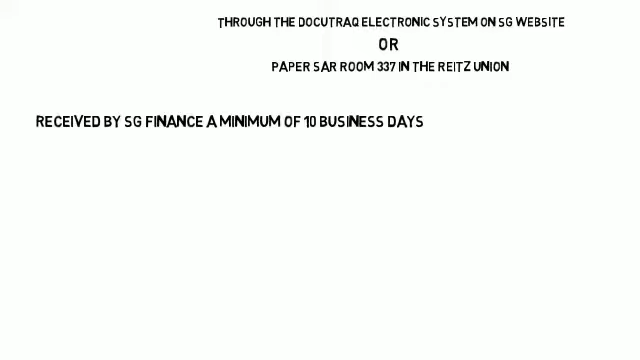 THROUGH THE DOCUTRAQ ELECTRONIC SYSTEM ON SG WEBSITE
OR
PAPER SAR ROOM 337 IN THE REITZ UNION
RECEIVED BY SG FINANCE A MINIMUM OF 10 BUSINESS DAYS